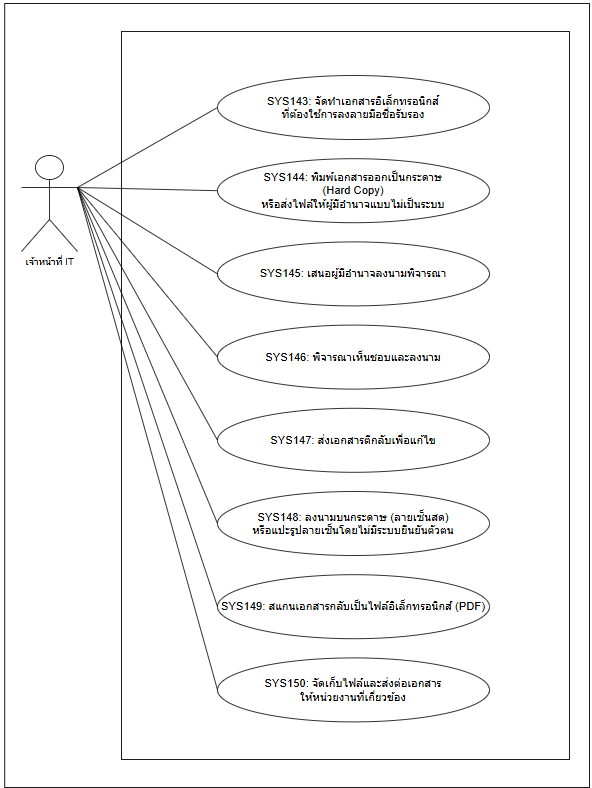 SYS143: จัดทำเอกสารอิเล็กทรอนิกส์
ที่ต้องใช้การลงลายมือชื่อรับรอง
SYS144: พิมพ์เอกสารออกเป็นกระดาษ
(Hard Copy)
หรือส่งไฟล์ให้ผู้มีอำนาจแบบไม่เป็นระบบ
เจ้าหน้าที่ IT
SYS145: เสนอผู้มีอำนาจลงนามพิจารณา
SYS146: พิจารณาเห็นชอบและลงนาม
SYS147: ส่งเอกสารตีกลับเพื่อแก้ไข
SYS148: ลงนามบนกระดาษ (ลายเซ็นสด)
หรือแปะรูปลายเซ็นโดยไม่มีระบบยืนยันตัวตน
SYS149: สแกนเอกสารกลับเป็นไฟล์อิเล็กทรอนิกส์ (PDF)
SYS150: จัดเก็บไฟล์และส่งต่อเอกสาร
ให้หน่วยงานที่เกี่ยวข้อง